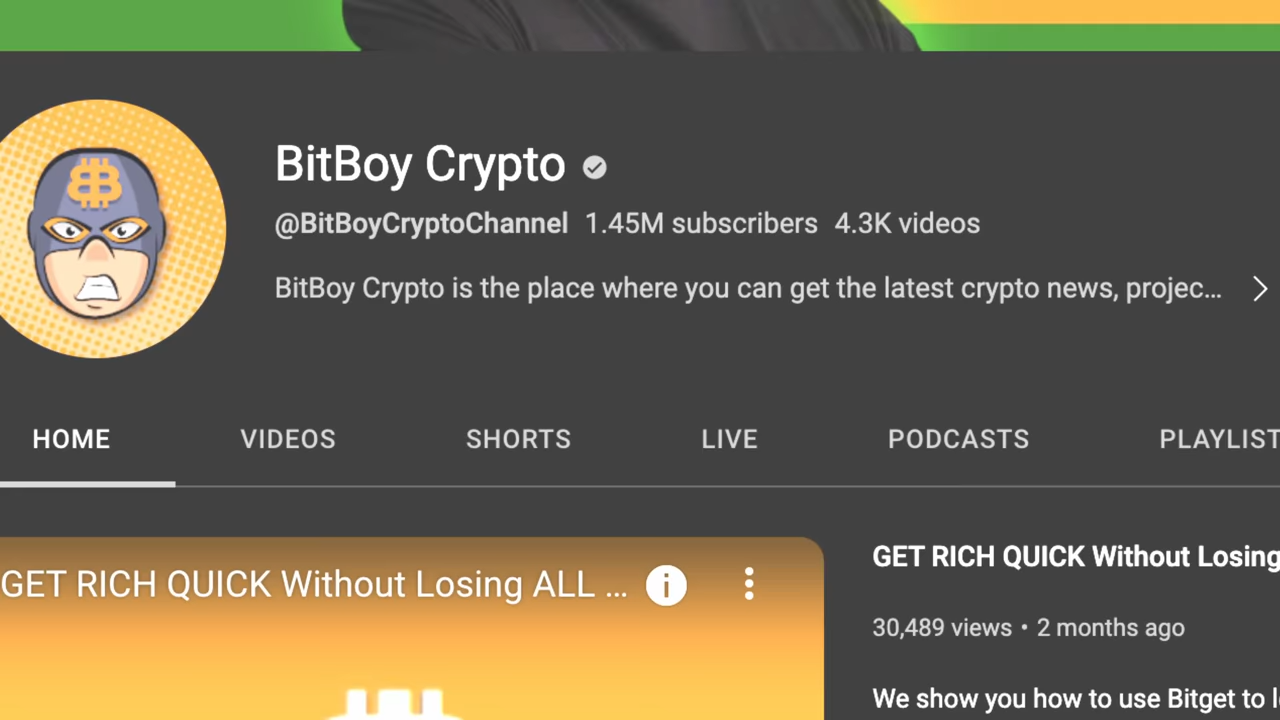 BitBoy Crypto
@BitBoyCryptoChannel 1.45M subscribers 4.3K videos
BitBoy Crypto is the place where you can get the latest crypto news, projec...
HOME VIDEOS SHORTS LIVE PODCASTS PLAYLIST
GET RICH QUICK Without Losing ALL ...
GET RICH QUICK Without Losing
30,489 views • 2 months ago
We show you how to use Bitget to